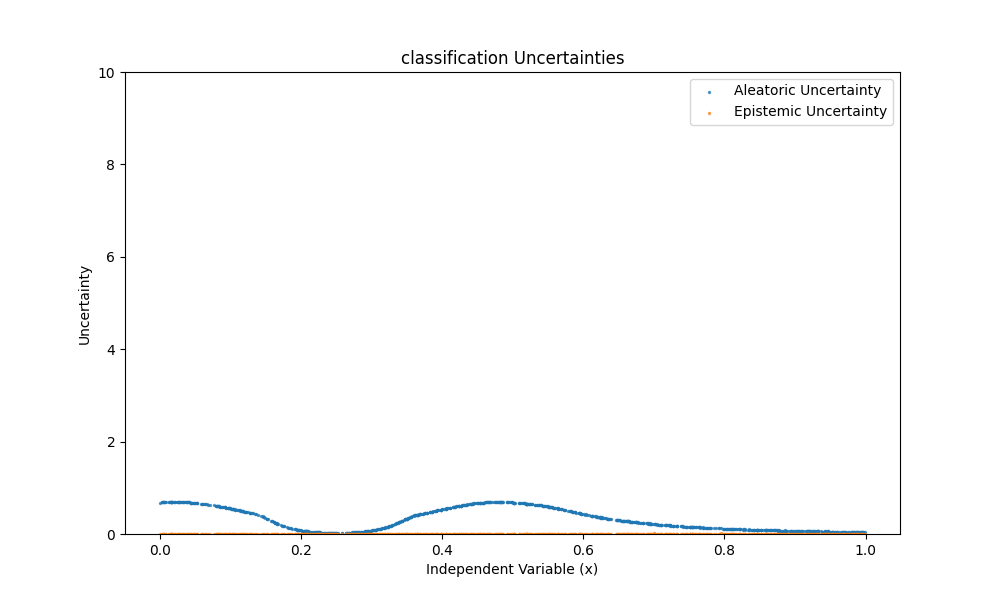 classification Uncertainties
Aleatoric Uncertainty
Epistemic Uncertainty
Uncertainty
10
8
6
4
2
0
0.0 0.2 0.4 0.6 0.8 1.0
Independent Variable (x)